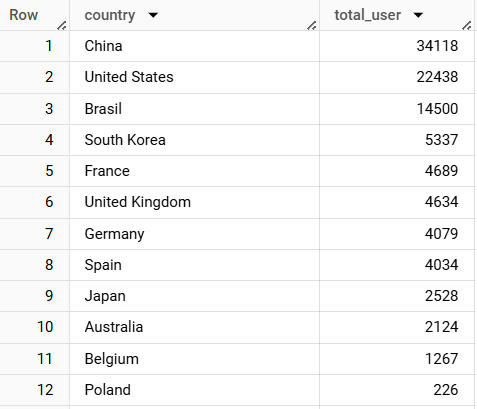 Row country total_user
1 China 34118
2 United States 22438
3 Brasil 14500
4 South Korea 5337
5 France 4689
6 United Kingdom 4634
7 Germany 4079
8 Spain 4034
9 Japan 2528
10 Australia 2124
11 Belgium 1267
12 Poland 226